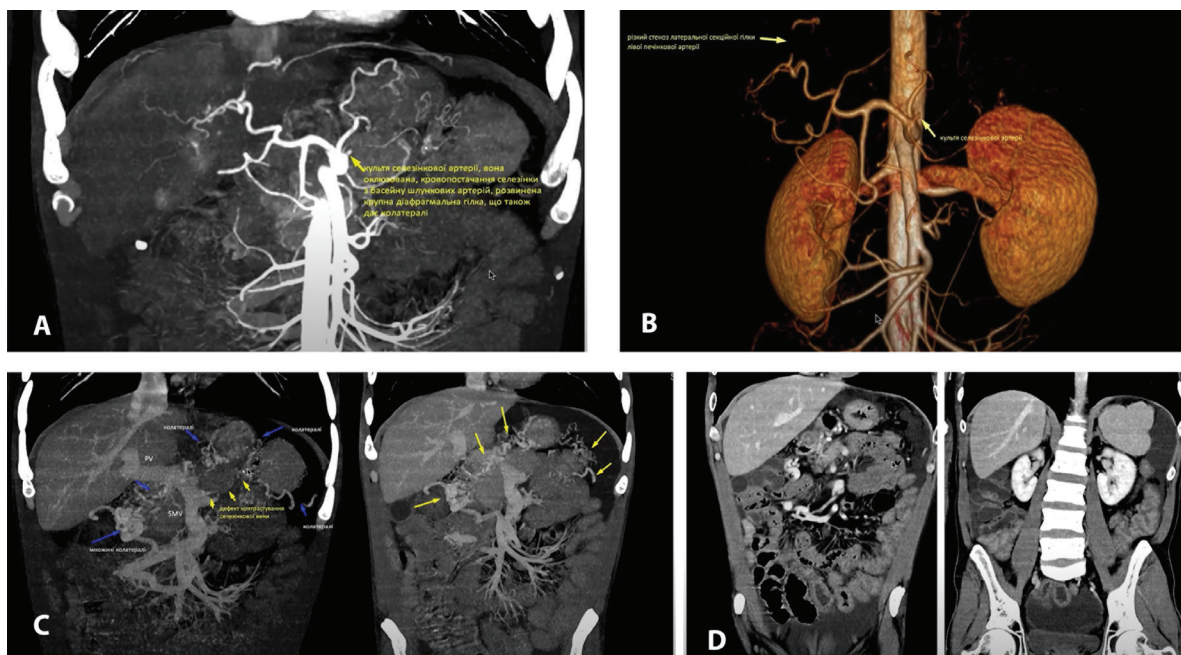 культя селезінкової артерії, вона
оклюзована, кровопостачання селезінки
з басейну шлункових артерій, розвинена
крупна діафрагмальна гілка, що також
дає колатералі
A
різкий стеноз латеральної секційної гілки
лівої печінкової артерії
культя селезінкової артерії
B
колатералі
колатералі
PV
SMV
дефект контрастування
селезінкової вени
колатералі
множинні колатералі
C
D